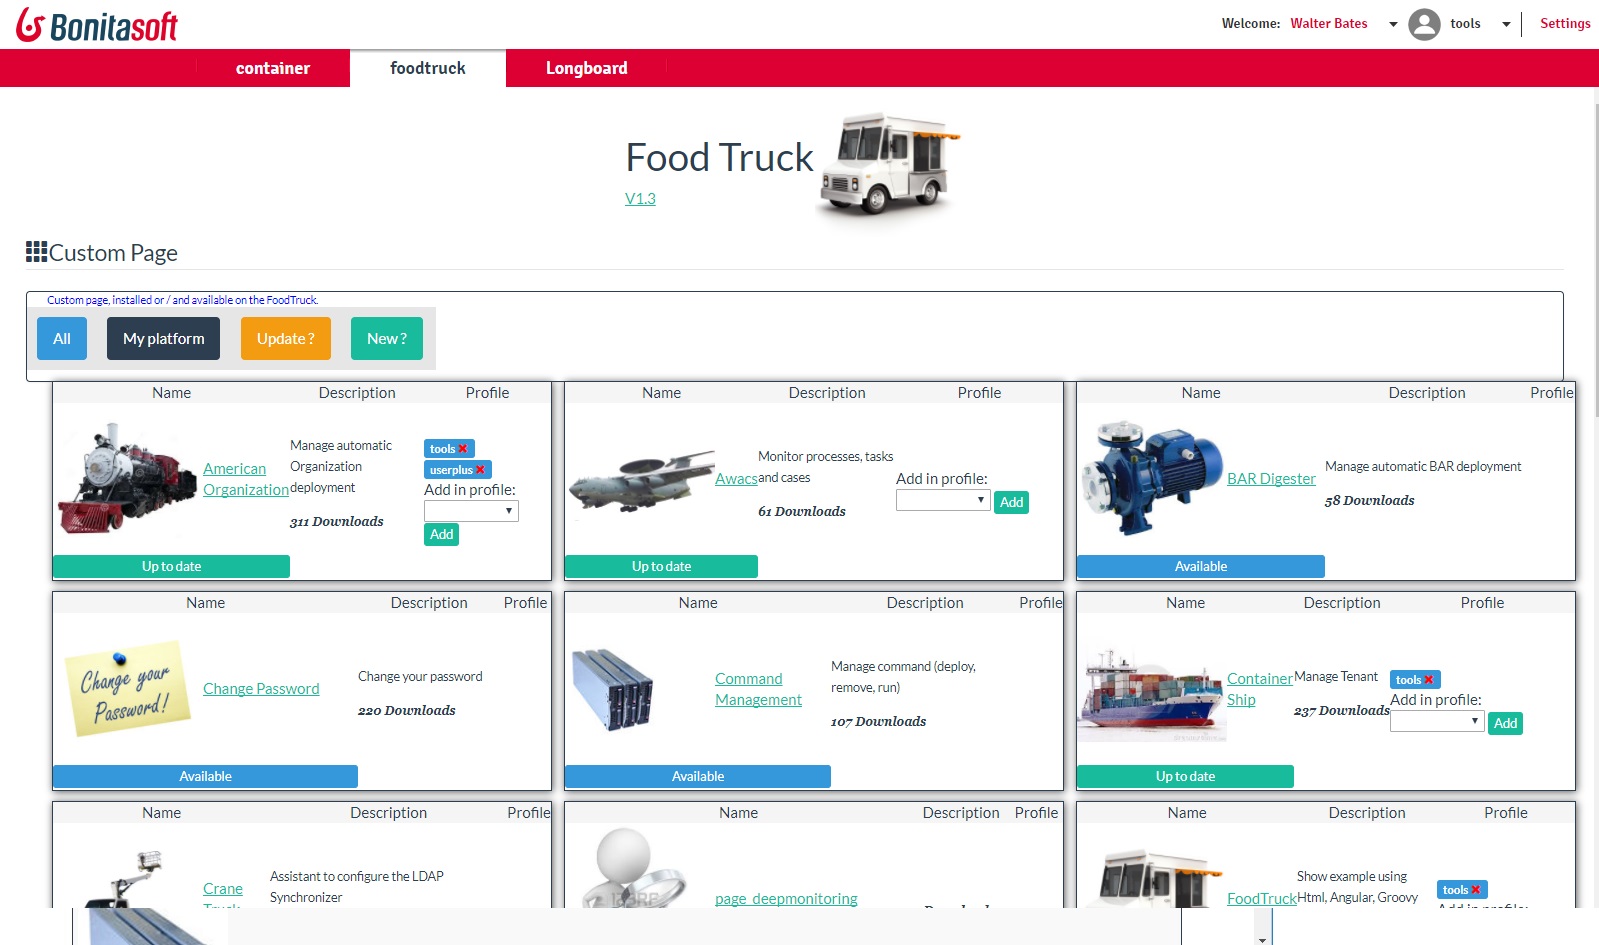 Bonitasoft
Welcome: Walter Bates tools Settings
container foodtruck Longboard
Food Truck
V1.3
Custom Page
Custom page, installed or / and available on the FoodTruck.
All My platform Update ? New ?
Name Description Profile
American Organization
Manage automatic
Organization
deployment
311 Downloads
tools
userplus
Add in profile:
Add
Up to date
Name Description Profile
Awacs
Monitor processes, tasks
and cases
61 Downloads
Add in profile:
Add
Up to date
Name Description Profile
BAR Digester
Manage automatic BAR deployment
58 Downloads
Available
Name Description Profile
Change your
Password!
Change Password
Change your password
220 Downloads
Available
Name Description Profile
Command
Management
Manage command (deploy,
remove, run)
107 Downloads
Available
Name Description Profile
Container
Ship
Manage Tenant
237 Downloads
tools
Add in profile:
Add
Up to date
Name Description Profile
Crane
Assistant to configure the LDAP
Synchronizer
Name Description Profile
page_deepmonitoring
Name Description Profile
FoodTruck
Show example using
Html, Angular, Groovy
tools